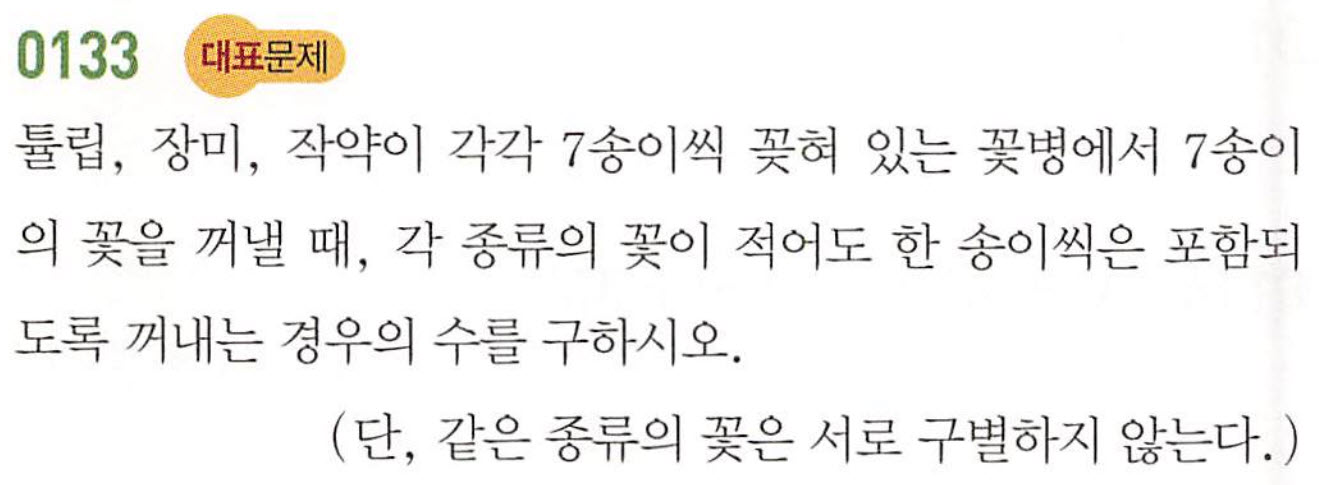 0133 대표문제
튤립, 장미, 작약이 각각 7송이씩 꽂혀 있는 꽃병에서 7송이
의 꽃을 꺼낼 때, 각 종류의 꽃이 적어도 한 송이씩은 포함되
도록 꺼내는 경우의 수를 구하시오.
(단, 같은 종류의 꽃은 서로 구별하지 않는다.)